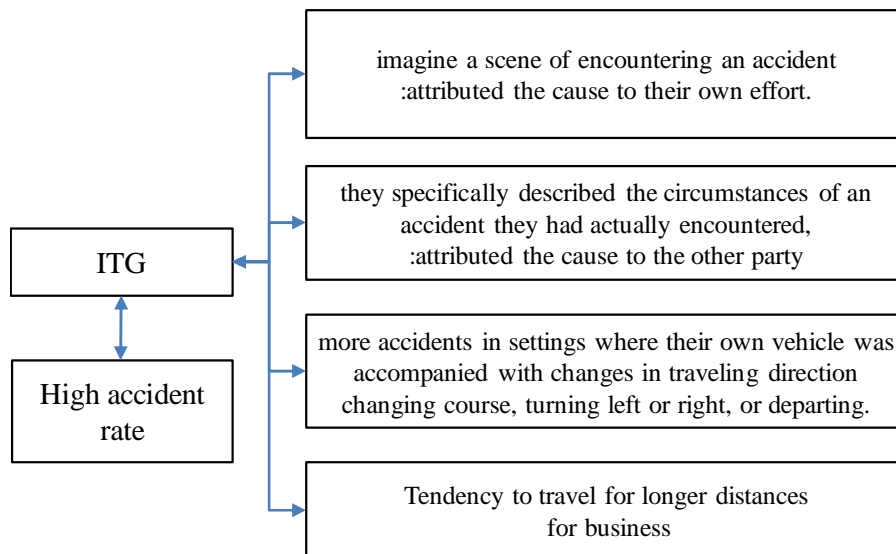 imagine a scene of encountering an accident
:attributed the cause to their own effort.
they specifically described the circumstances of an
accident they had actually encountered,
:attributed the cause to the other party
ITG
more accidents in settings where their own vehicle was
accompanied with changes in traveling direction
changing course, turning left or right, or departing.
High accident
rate
Tendency to travel for longer distances
for business